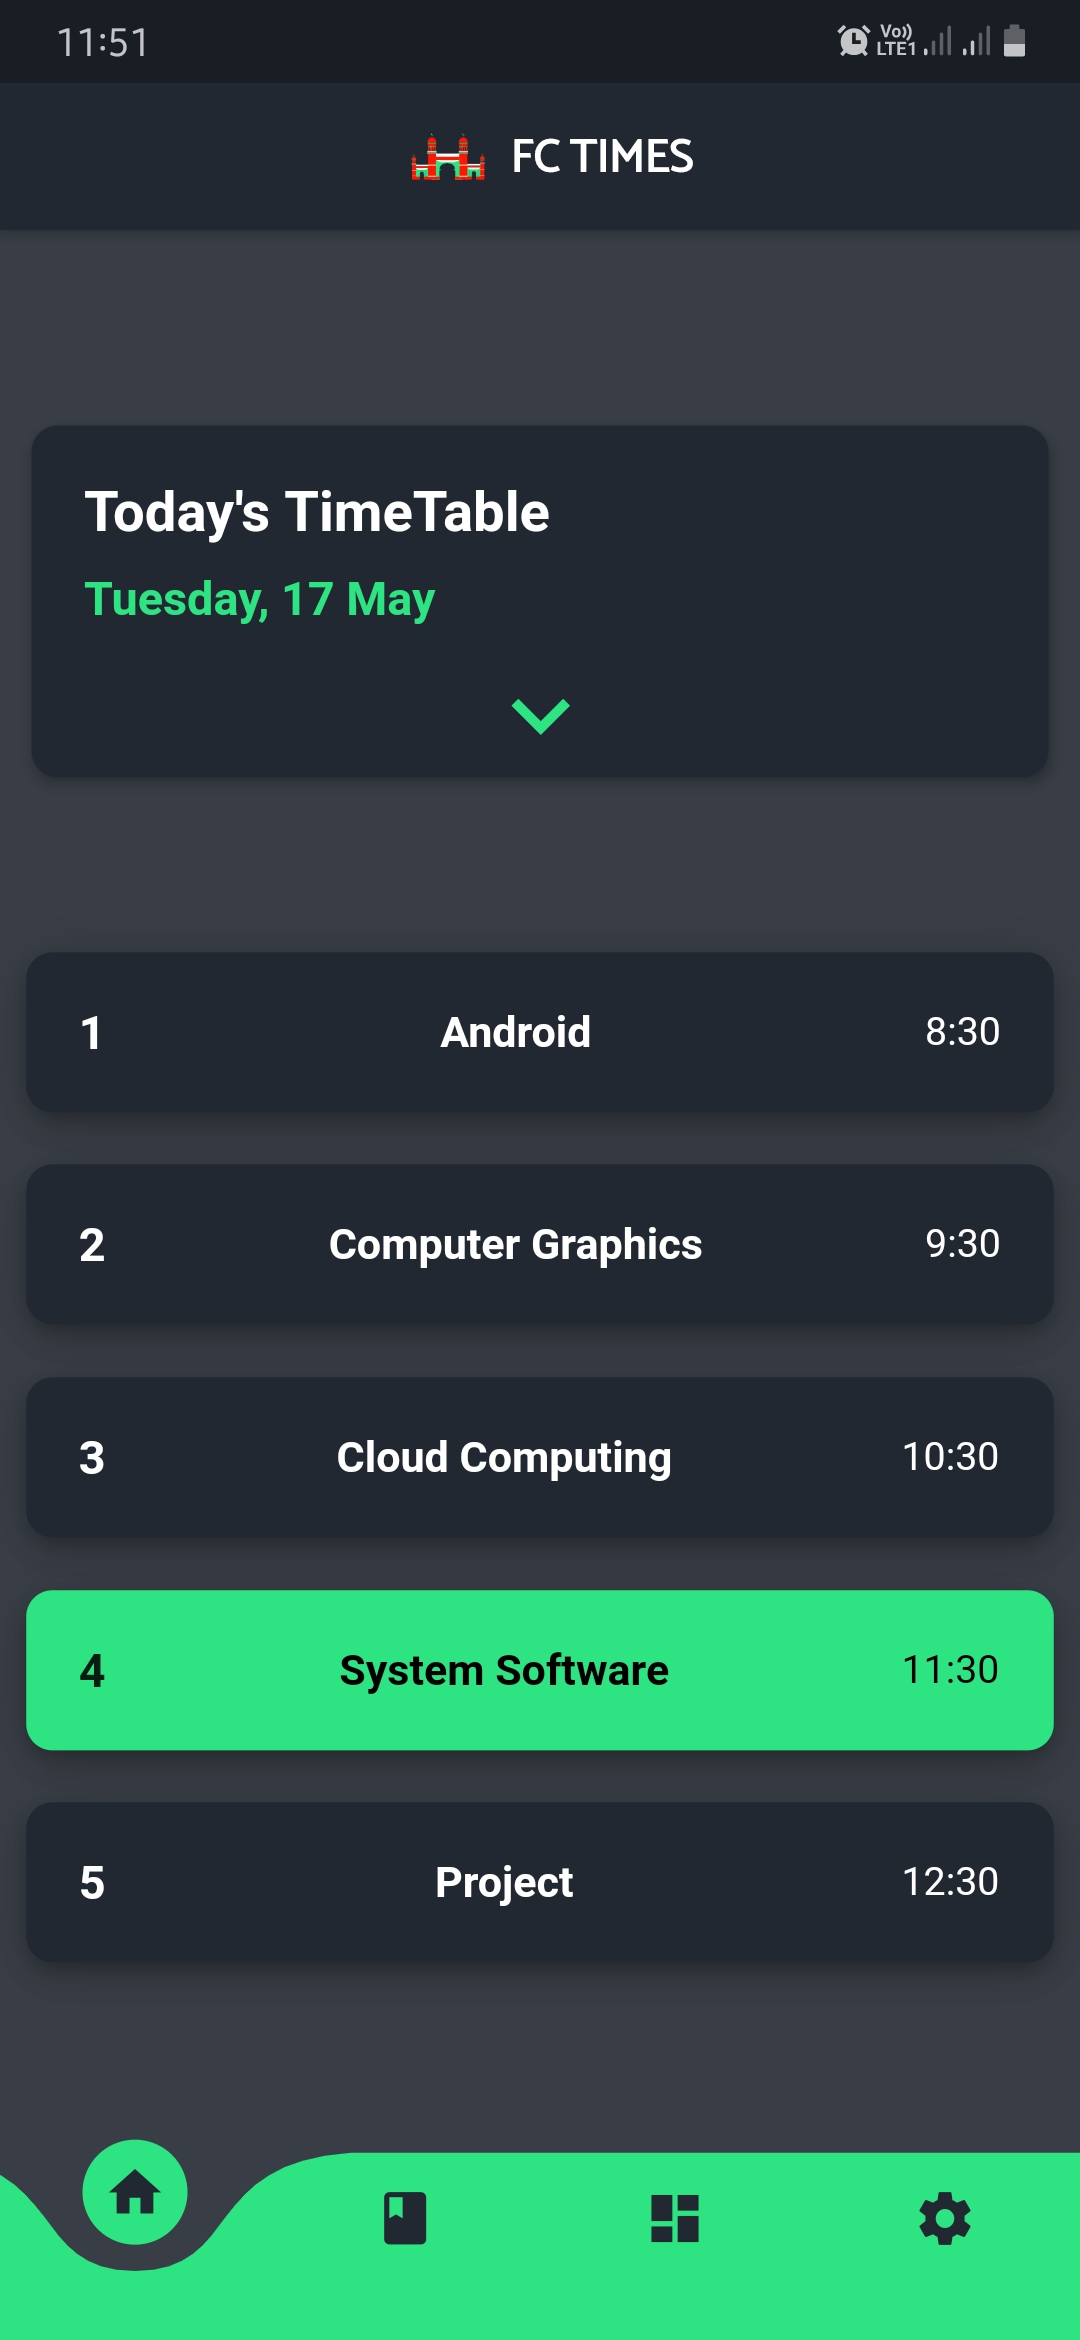 11:51
Vo))
LTE1
FC TIMES
Today's TimeTable
Tuesday, 17 May
1 Android 8:30
2 Computer Graphics 9:30
3 Cloud Computing 10:30
4 System Software 11:30
5 Project 12:30